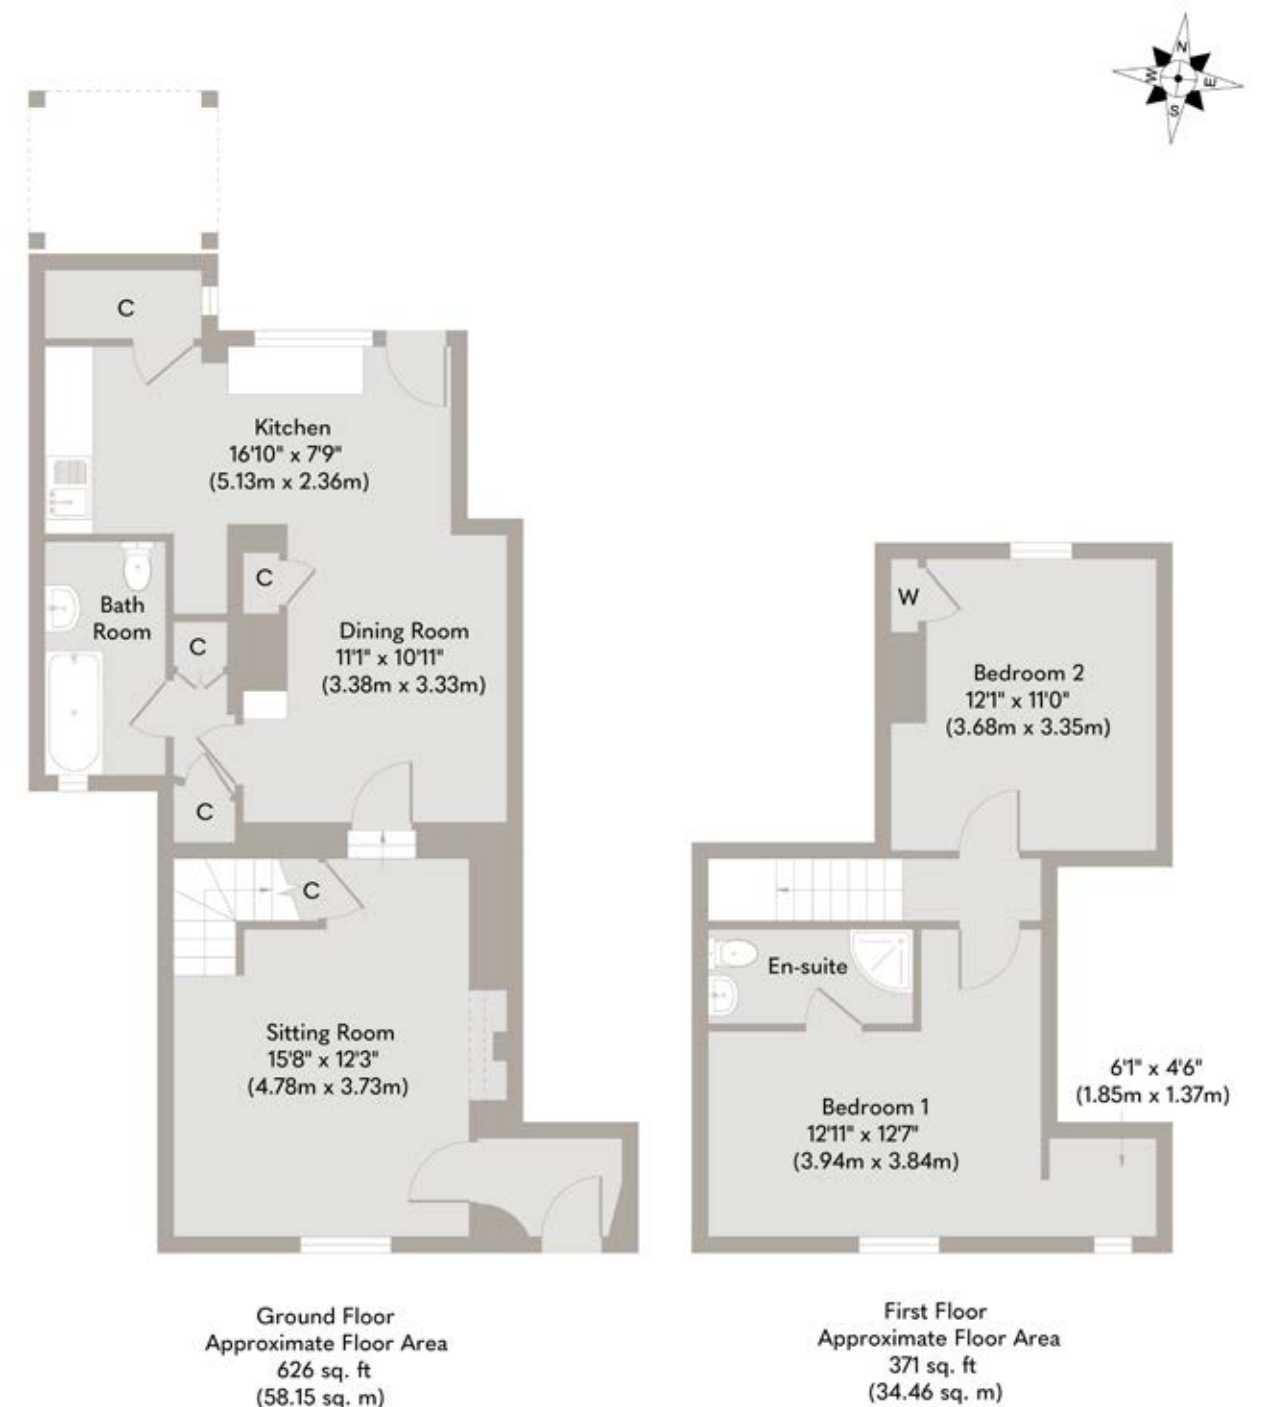 N
W
E
S
C
Kitchen
16'10" x 7'9"
(5.13m x 2.36m)
C
Bath
Room
C
Dining Room
11'1" x 10'11"
(3.38m x 3.33m)
C
C
Sitting Room
15'8" x 12'3"
(4.78m x 3.73m)
Ground Floor
Approximate Floor Area
626 sq. ft
(58.15 sq. m)
W
Bedroom 2
12'1" x 11'0"
(3.68m x 3.35m)
En-suite
6'1" x 4'6"
(1.85m x 1.37m)
Bedroom 1
12'11" x 12'7"
(3.94m x 3.84m)
First Floor
Approximate Floor Area
371 sq. ft
(34.46 sq. m)